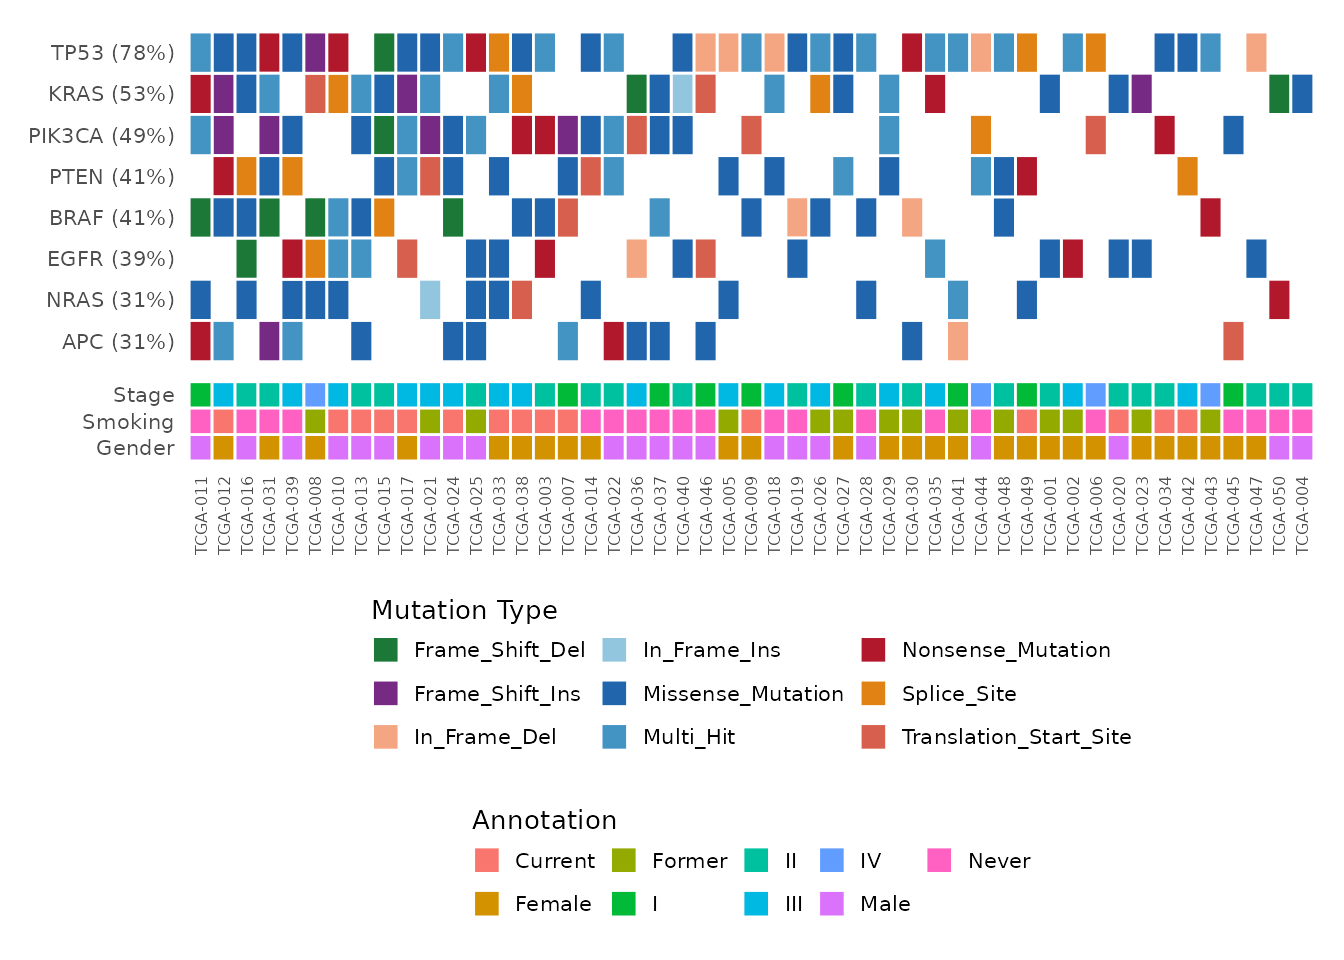 TP53 (78%)
KRAS (53%)
PIK3CA (49%)
PTEN (41%)
BRAF (41%)
EGFR (39%)
NRAS (31%)
APC (31%)
Stage
Smoking
Gender
TCGA-011
TCGA-012
TCGA-016
TCGA-031
TCGA-039
TCGA-008
TCGA-010
TCGA-013
TCGA-015
TCGA-017
TCGA-021
TCGA-024
TCGA-025
TCGA-033
TCGA-038
TCGA-003
TCGA-007
TCGA-014
TCGA-022
TCGA-036
TCGA-037
TCGA-040
TCGA-046
TCGA-005
TCGA-009
TCGA-018
TCGA-019
TCGA-026
TCGA-027
TCGA-028
TCGA-029
TCGA-030
TCGA-035
TCGA-041
TCGA-044
TCGA-048
TCGA-049
TCGA-001
TCGA-002
TCGA-006
TCGA-020
TCGA-023
TCGA-034
TCGA-042
TCGA-043
TCGA-045
TCGA-047
TCGA-050
TCGA-004
Mutation Type
Frame_Shift_Del In_Frame_Ins Nonsense_Mutation
Frame_Shift_Ins Missense_Mutation Splice_Site
In_Frame_Del Multi_Hit Translation_Start_Site
Annotation
Current Former II IV Never
Female I III Male